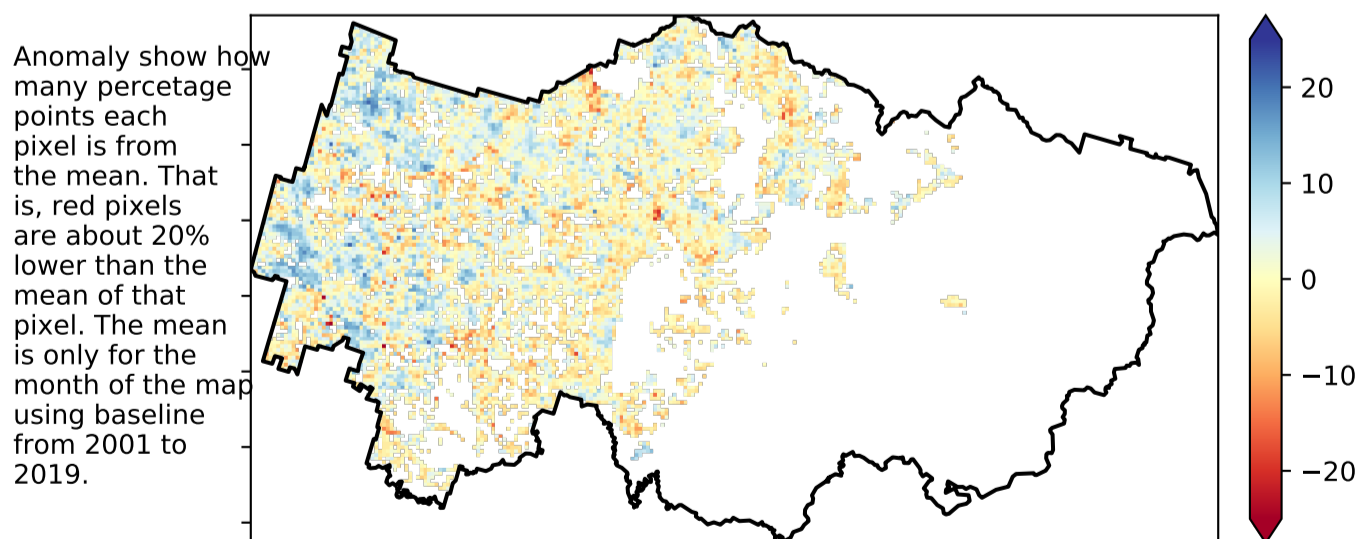 Anomaly show how
many percetage
points each
pixel is from
the mean. That
is, red pixels
are about 20%
lower than the
mean of that
pixel. The mean
is only for the
month of the map
using baseline
from 2001 to
2019.
20
10
0
−10
−20